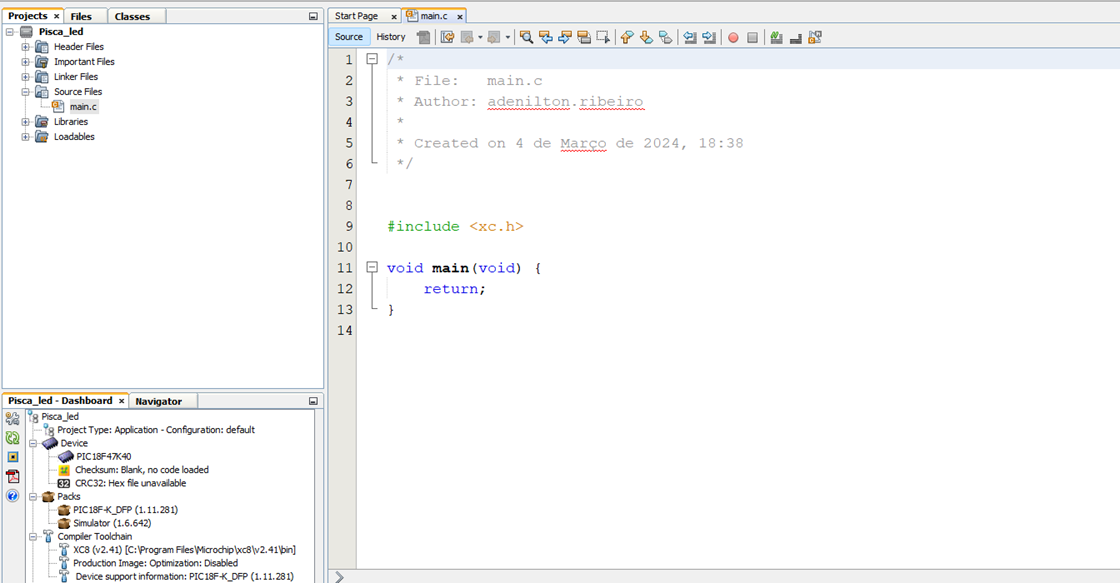 Projects × Files Classes
Pisca_led
Header Files
Important Files
Linker Files
Source Files
main.c
Libraries
Loadables
Pisca_led - Dashboard × Navigator
Pisca_led
Project Type: Application - Configuration: default
Device
PIC18F47K40
Checksum: Blank, no code loaded
32 CRC32: Hex file unavailable
Packs
PIC18F-K_DFP (1.11.281)
Simulator (1.6.642)
Compiler Toolchain
XC8 (v2.41) [C:\Program Files\Microchip\xc8\v2.41\bin]
Production Image: Optimization: Disabled
Device support information: PIC18F-K_DFP (1.11.281)
Start Page × main.c ×
Source History
1 /*
2 * File: main.c
3 * Author: adenilton.ribeiro
4 *
5 * Created on 4 de Março de 2024, 18:38
6 */
7
8
9 #include <xc.h>
10
11 void main(void) {
12 return;
13 }
14